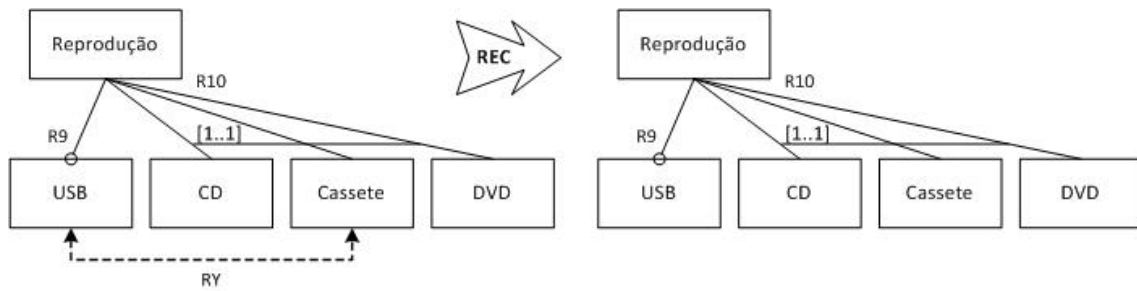 Reprodução
R10
R9
[1..1]
USB
CD
Cassete
DVD
RY
REC
Reprodução
R10
R9
[1..1]
USB
CD
Cassete
DVD